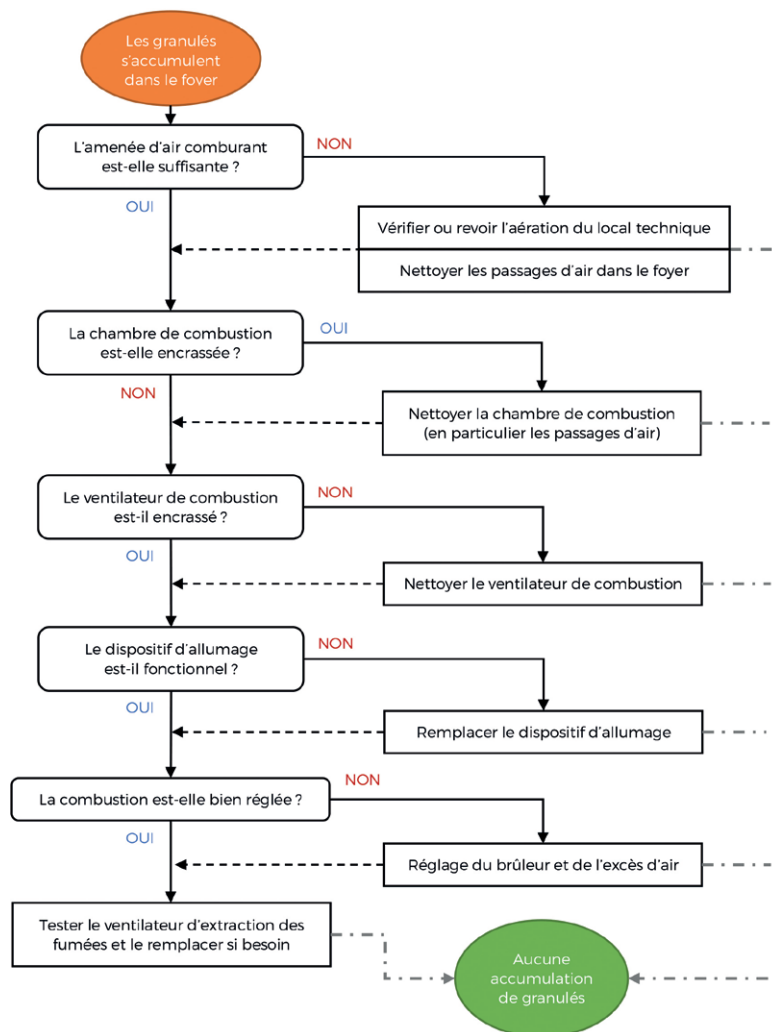 Les granulés
s'accumulent
dans le fover
L'amenée d'air comburant
est-elle suffisante ?
NON
OUI
Vérifier ou revoir l'aération du local technique
Nettoyer les passages d'air dans le foyer
La chambre de combustion
est-elle encrassée ?
OUI
NON
Nettoyer la chambre de combustion
(en particulier les passages d'air)
Le ventilateur de combustion
est-il encrassé ?
NON
OUI
Nettoyer le ventilateur de combustion
Le dispositif d'allumage
est-il fonctionnel ?
NON
OUI
Remplacer le dispositif d'allumage
La combustion est-elle bien réglée ?
NON
OUI
Réglage du brûleur et de l'excès d'air
Tester le ventilateur d'extraction des
fumées et le remplacer si besoin
Aucune
accumulation
de granulés